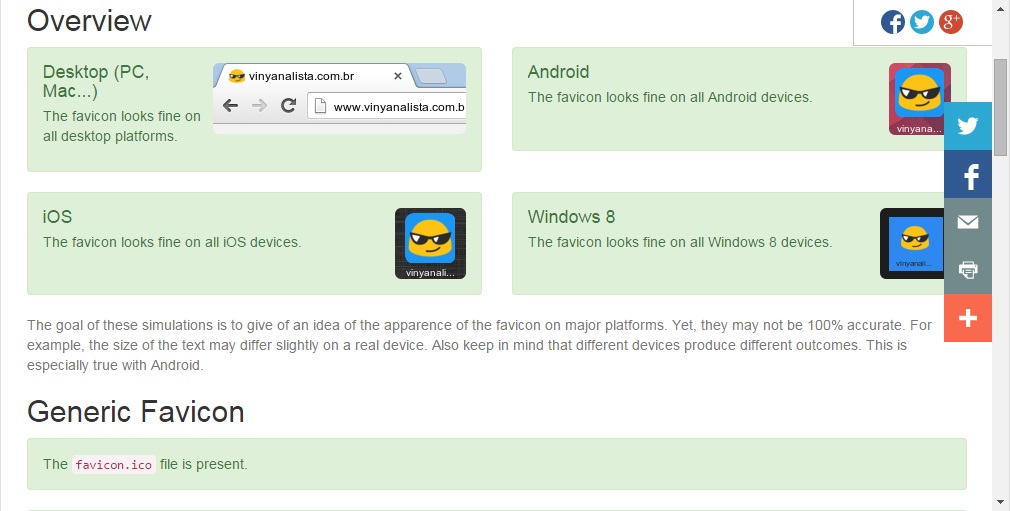 Overview
Desktop (PC,
Mac...)
The favicon looks fine on
all desktop platforms.
vinyanalista.com.br
www.vinyanalista.com.b
Android
The favicon looks fine on all Android devices.
vinyana...
iOS
The favicon looks fine on all iOS devices.
vinyanali...
Windows 8
The favicon looks fine on all Windows 8 devices.
vinyanali...
The goal of these simulations is to give of an idea of the apparence of the favicon on major platforms. Yet, they may not be 100% accurate. For
example, the size of the text may differ slightly on a real device. Also keep in mind that different devices produce different outcomes. This is
especially true with Android.
Generic Favicon
The favicon.ico file is present.